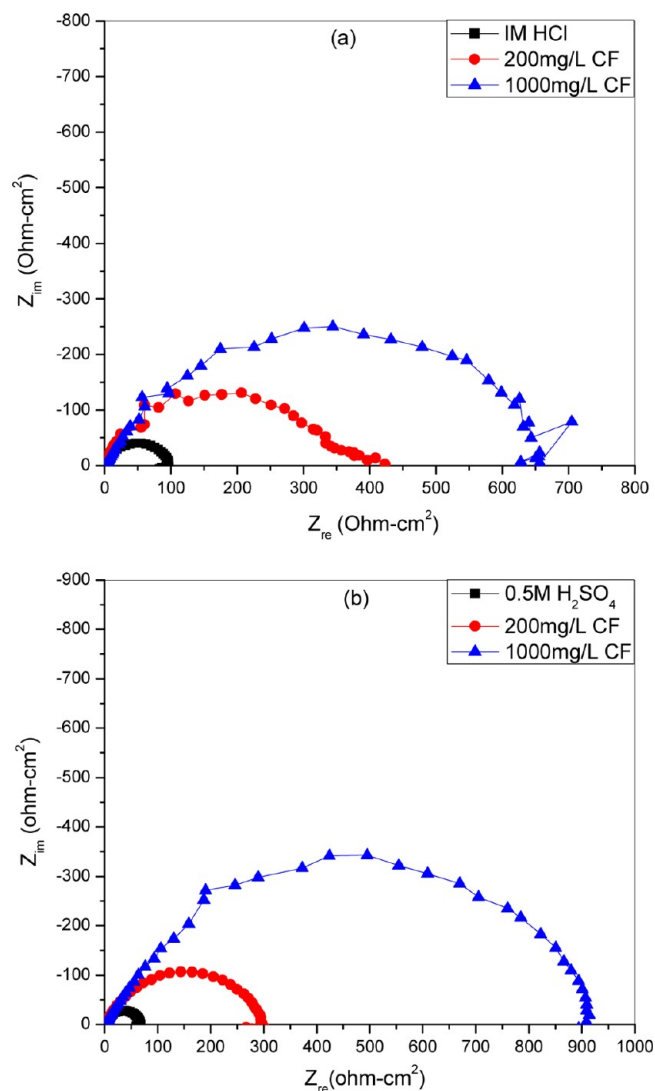 (a)
IM HCl
200mg/L CF
1000mg/L CF
-800
-700
-600
-500
-400
-300
-200
-100
0
Z_im (Ohm-cm²)
0 100 200 300 400 500 600 700 800
Z_re (Ohm-cm²)
(b)
0.5M H₂SO₄
200mg/L CF
1000mg/L CF
-900
-800
-700
-600
-500
-400
-300
-200
-100
0
Z_im (ohm-cm²)
0 100 200 300 400 500 600 700 800 900 1000
Z_re(ohm-cm²)